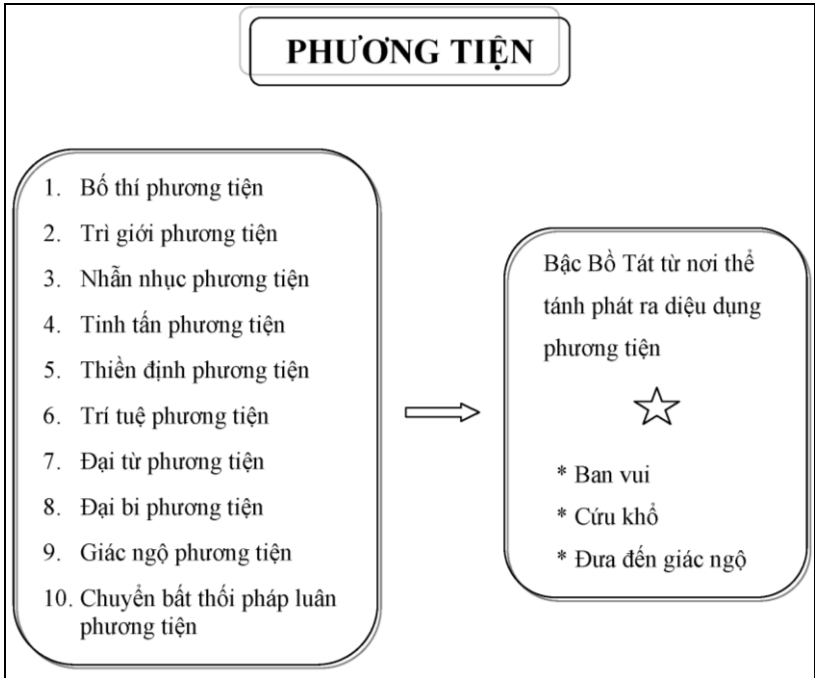 PHƯƠNG TIỆN
1. Bố thí phương tiện
2. Trì giới phương tiện
3. Nhẫn nhục phương tiện
4. Tinh tấn phương tiện
5. Thiền định phương tiện
6. Trí tuệ phương tiện
7. Đại từ phương tiện
8. Đại bi phương tiện
9. Giác ngộ phương tiện
10. Chuyển bất thối pháp luân
phương tiện
Bậc Bồ Tát từ nơi thể
tánh phát ra diệu dụng
phương tiện
* Ban vui
* Cứu khổ
* Đưa đến giác ngộ